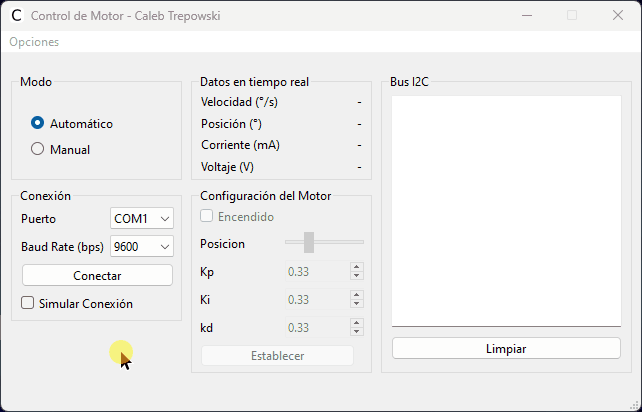 C Control de Motor - Caleb Trepowski
Opciones
Modo
Automático
Manual
Conexión
Puerto COM1
Baud Rate (bps) 9600
Conectar
Simular Conexión
Datos en tiempo real
Velocidad (°/s) -
Posición (°) -
Corriente (mA) -
Voltaje (V) -
Configuración del Motor
Encendido
Posicion
Kp 0.33
Ki 0.33
kd 0.33
Establecer
Bus I2C
Limpiar